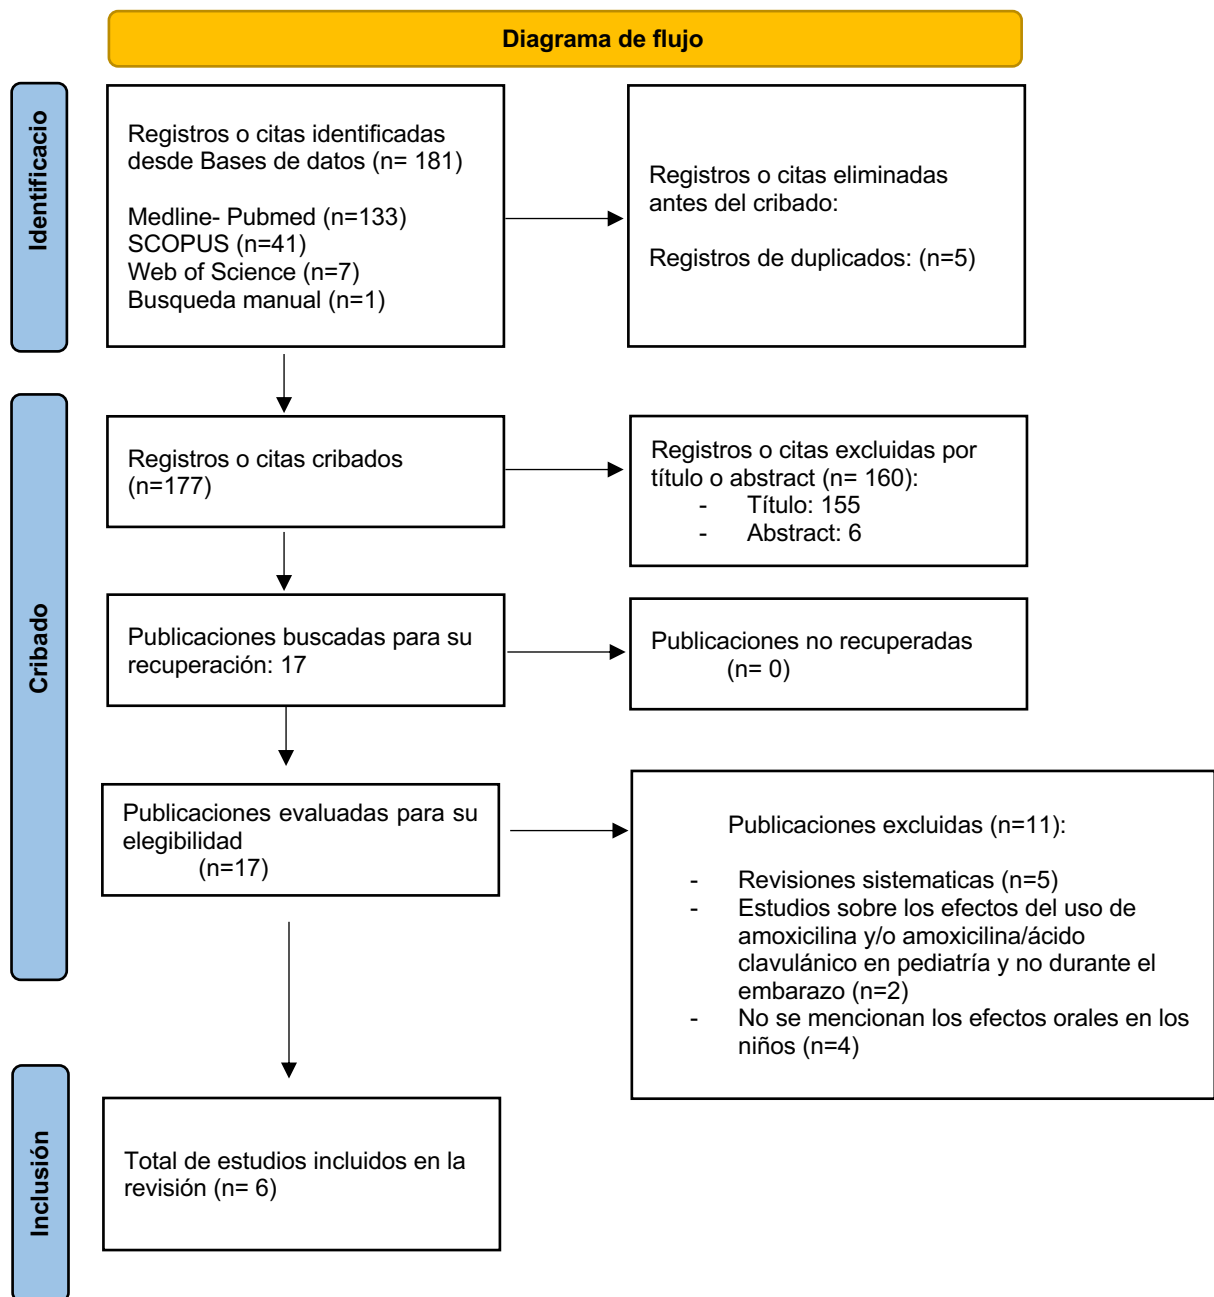 Diagrama de flujo
Identificacio
Registros o citas identificadas
desde Bases de datos (n= 181)
Medline- Pubmed (n=133)
SCOPUS (n=41)
Web of Science (n=7)
Busqueda manual (n=1)
Registros o citas eliminadas
antes del cribado:
Registros de duplicados: (n=5)
Cribado
Registros o citas cribados
(n=177)
Registros o citas excluidas por
título o abstract (n= 160):
- Título: 155
- Abstract: 6
Publicaciones buscadas para su
recuperación: 17
Publicaciones no recuperadas
(n= 0)
Publicaciones evaluadas para su
elegibilidad
(n=17)
Publicaciones excluidas (n=11):
- Revisiones sistematicas (n=5)
- Estudios sobre los efectos del uso de
amoxicilina y/o amoxicilina/ácido
clavulánico en pediatría y no durante el
embarazo (n=2)
- No se mencionan los efectos orales en los
niños (n=4)
Inclusión
Total de estudios incluidos en la
revisión (n= 6)